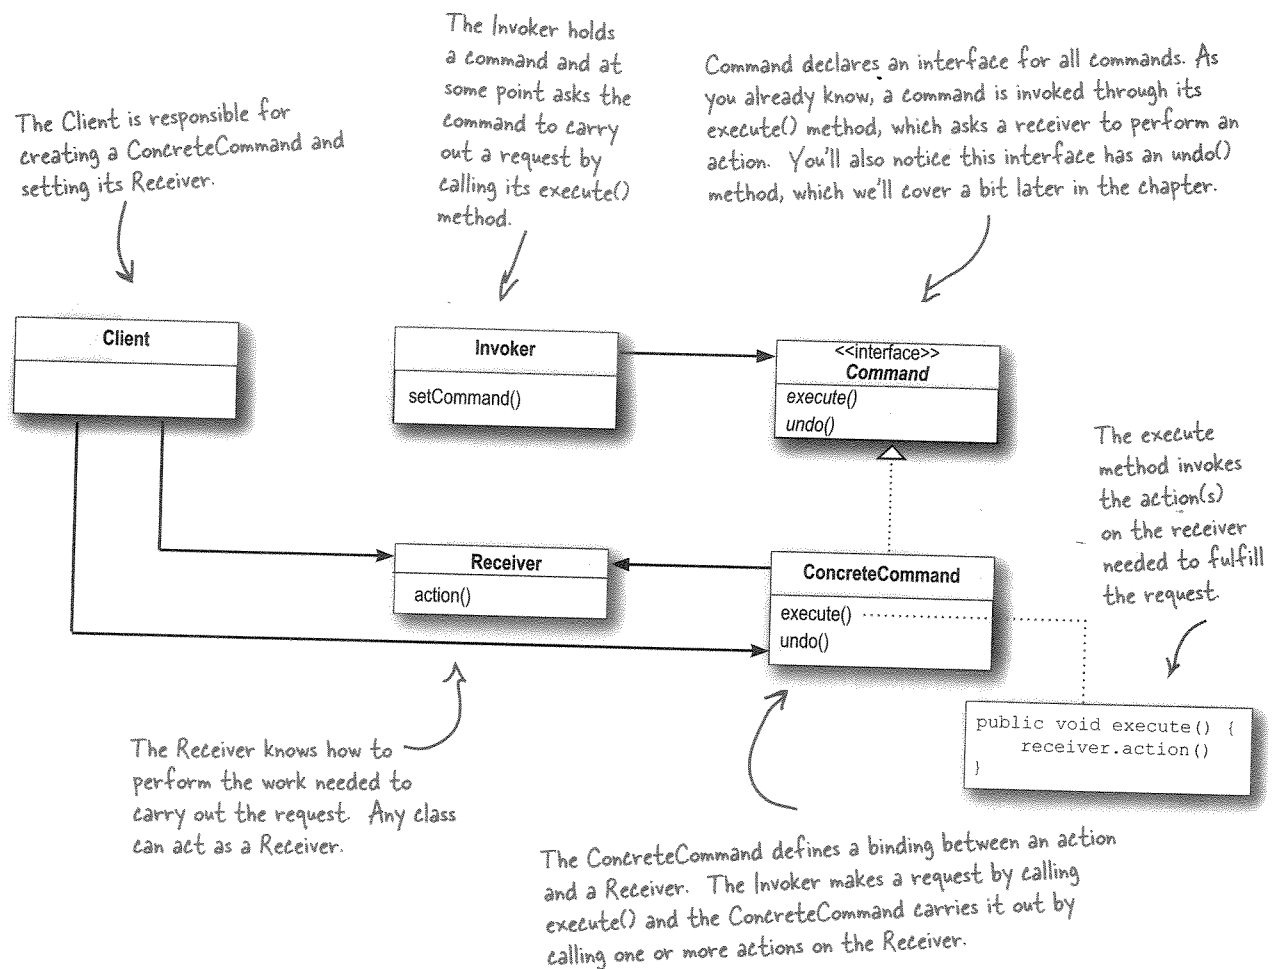 The Client is responsible for
creating a ConcreteCommand and
setting its Receiver.
The Invoker holds
a command and at
some point asks the
command to carry
out a request by
calling its execute()
method.
Command declares an interface for all commands. As
you already know, a command is invoked through its
execute() method, which asks a receiver to perform an
action. You'll also notice this interface has an undo()
method, which we'll cover a bit later in the chapter.
Client
Invoker
setCommand()
<<interface>>
Command
execute()
undo()
The execute
method invokes
the action(s)
on the receiver
needed to fulfill
the request.
Receiver
action()
ConcreteCommand
execute()
undo()
public void execute() {
receiver.action()
}
The Receiver knows how to
perform the work needed to
carry out the request. Any class
can act as a Receiver.
The ConcreteCommand defines a binding between an action
and a Receiver. The Invoker makes a request by calling
execute() and the ConcreteCommand carries it out by
calling one or more actions on the Receiver.